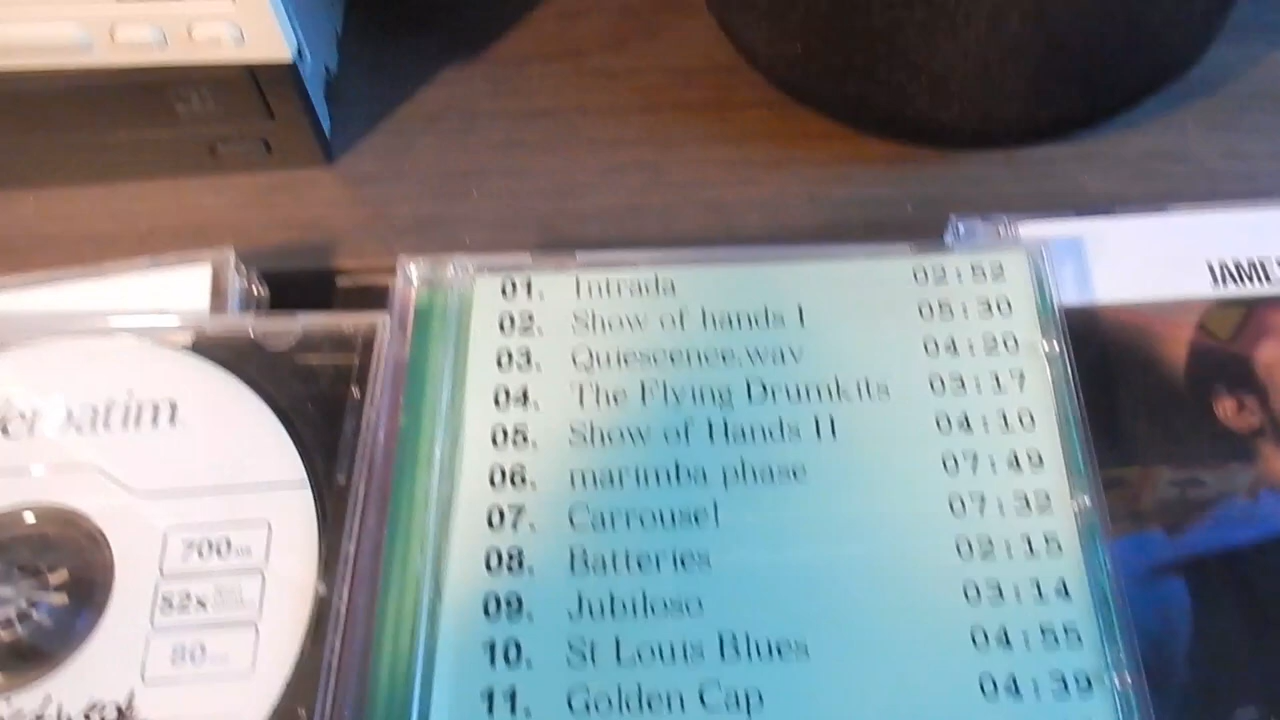 01. Intrada 02:52
02. Show of hands I 05:30
03. Quiescence.wav 04:20
04. The Flying Drumkits 03:17
05. Show of Hands II 04:10
06. marimba phase 07:49
07. Carrousel 07:32
08. Batteries 02:15
09. Jubiloso 03:14
10. St Louis Blues 04:55
11. Golden Cap 04:39
erbatim
700
52x
80
JAMES